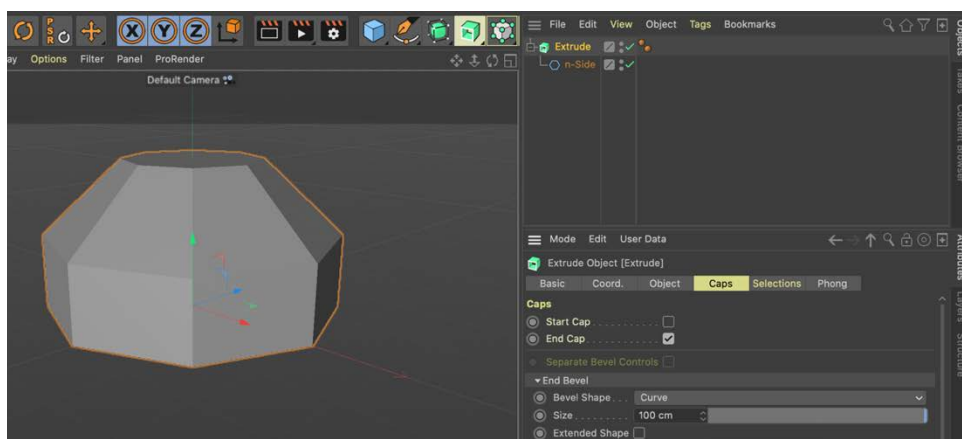 PSR X Y Z
File Edit View Object Tags Bookmarks
ay Options Filter Panel ProRender
Extrude
n-Side
Default Camera
Objects
Takes
Content Browser
Mode Edit User Data
Extrude Object [Extrude]
Basic Coord. Object Caps Selections Phong
Caps
Start Cap
End Cap
Separate Bevel Controls
End Bevel
Bevel Shape Curve
Size 100 cm
Extended Shape
Attributes
Layers
Structure